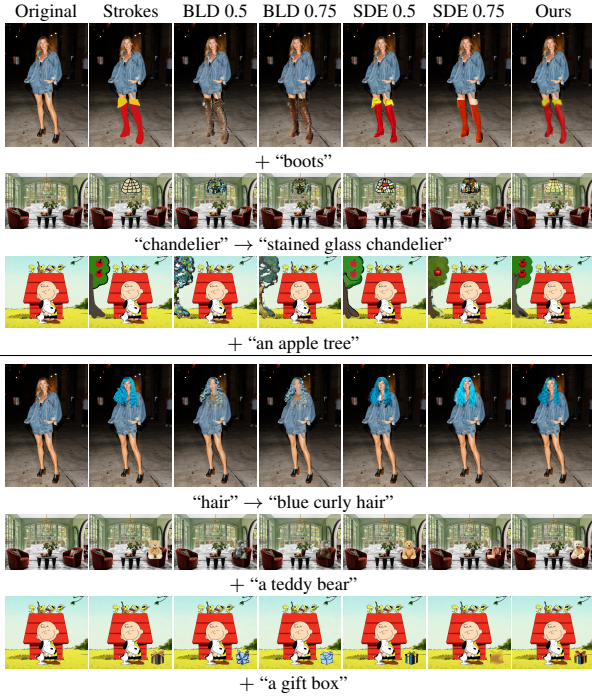 Original Strokes BLD 0.5 BLD 0.75 SDE 0.5 SDE 0.75 Ours
+ “boots”
“chandelier” → “stained glass chandelier”
+ “an apple tree”
“hair” → “blue curly hair”
+ “a teddy bear”
+ “a gift box”